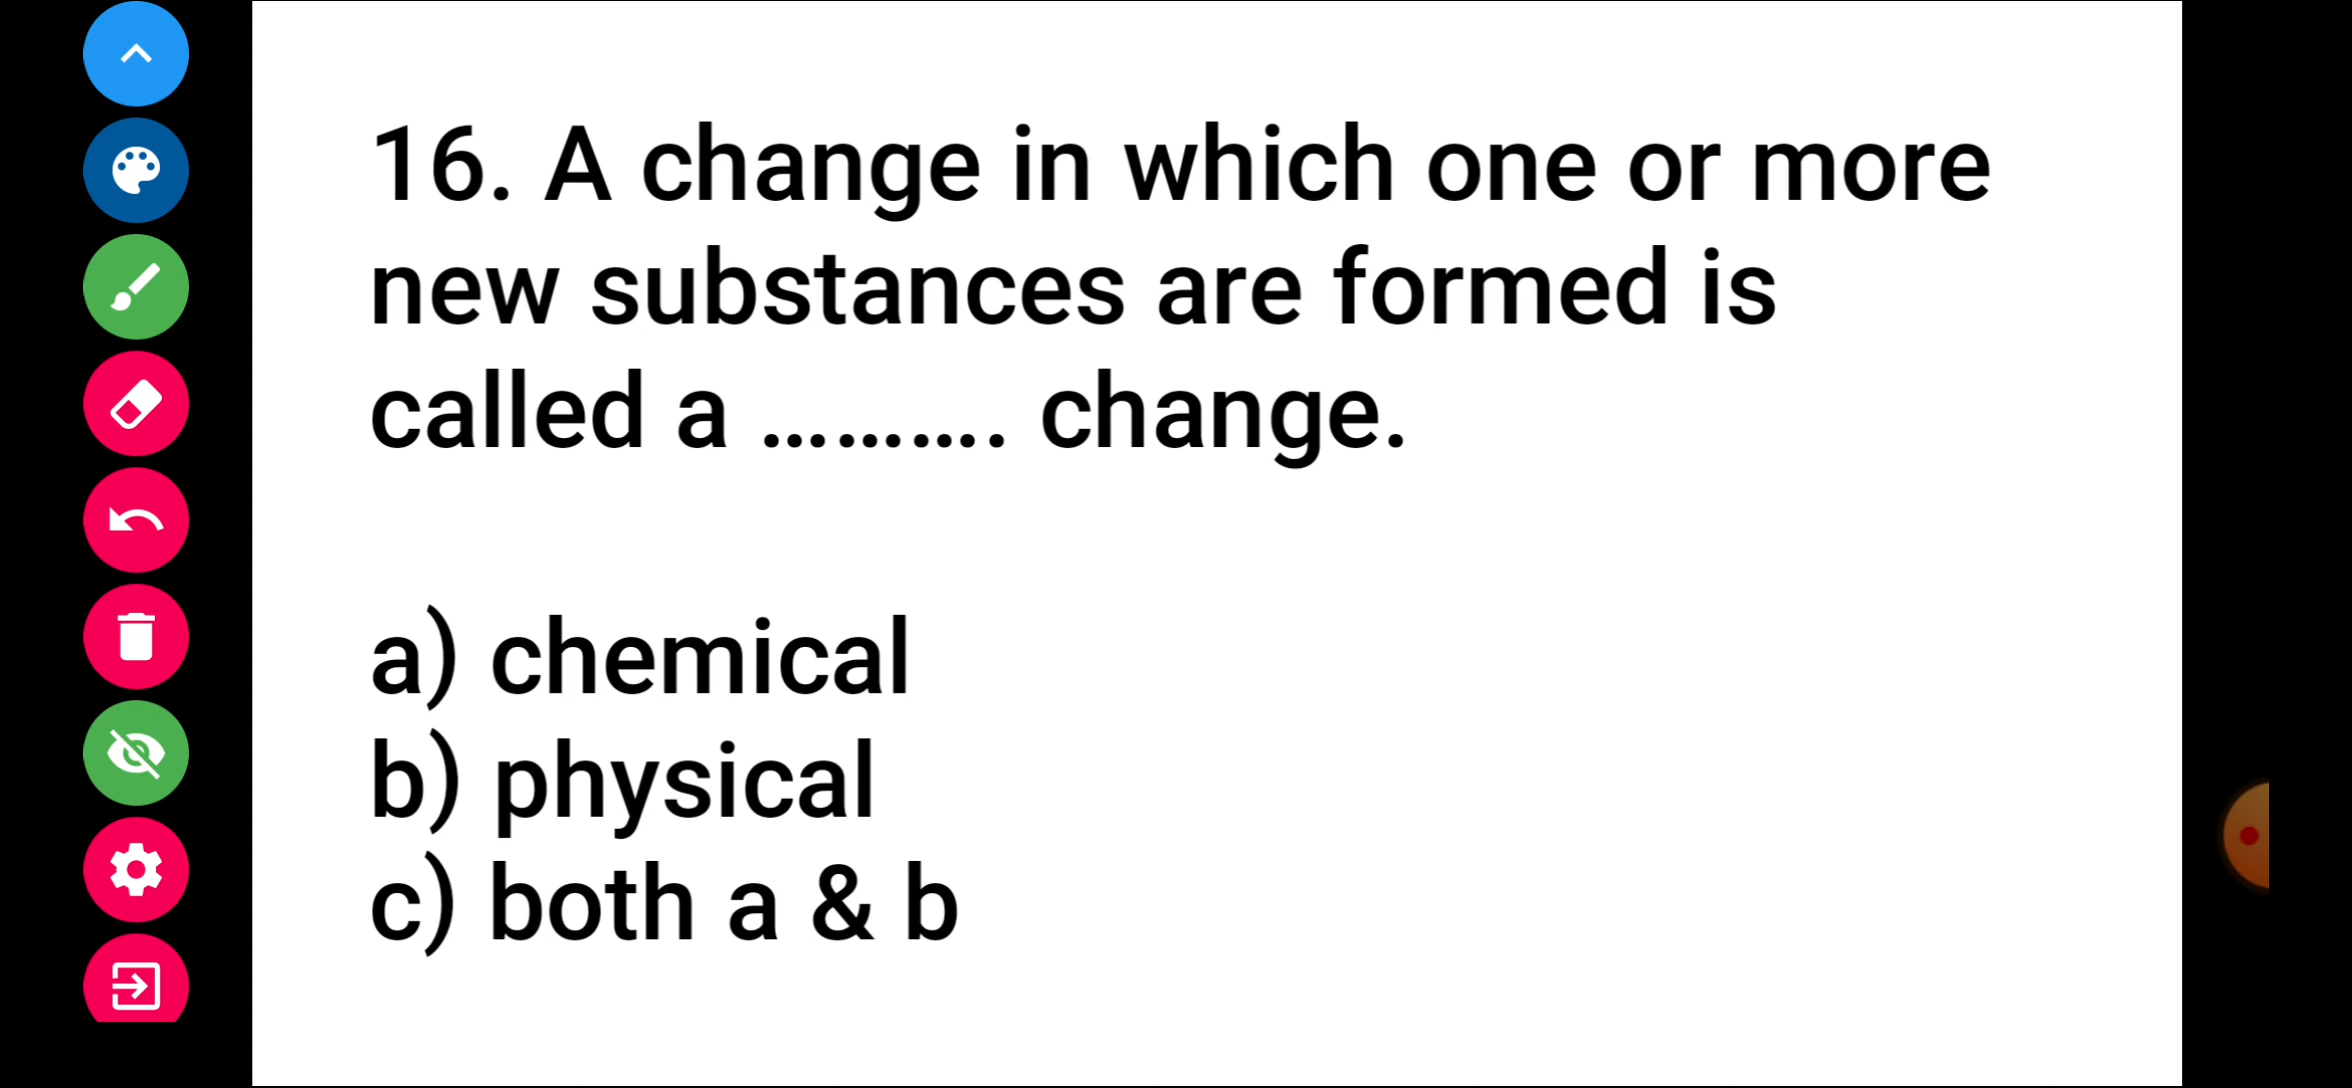 16. A change in which one or more
new substances are formed is
called a .......... change.
a) chemical
b) physical
c) both a & b